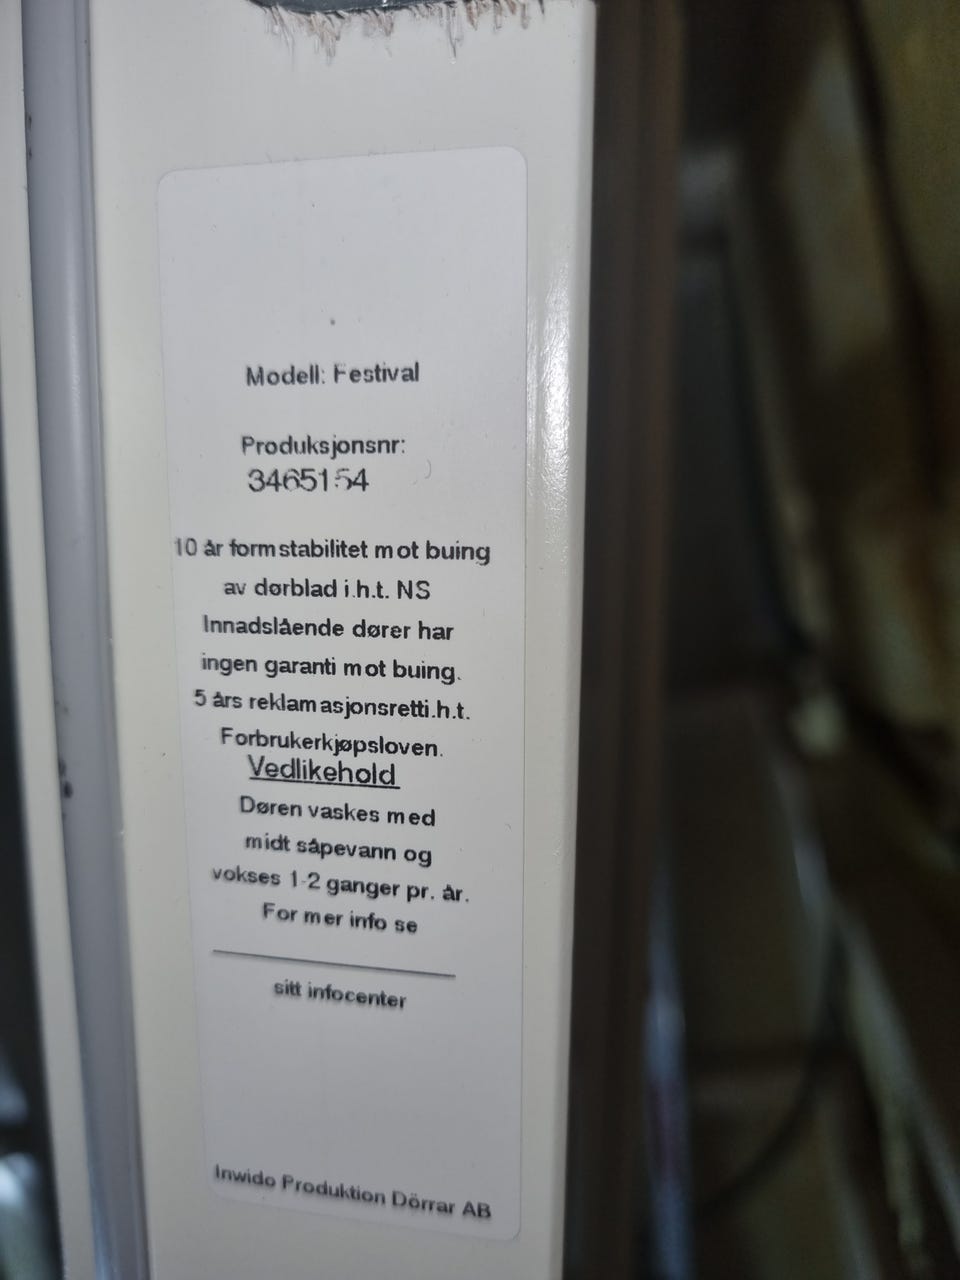 Modell: Festival
Produksjonsnr:
3465154
10 år formstabilitet mot buing
av dørblad i.h.t. NS
Innadslående dører har
ingen garanti mot buing.
5 års reklamasjonsrett i.h.t.
Forbrukerkjøpsloven.
Vedlikehold
Døren vaskes med
midt såpevann og
vokses 1-2 ganger pr. år.
For mer info se
sitt infocenter
Inwido Produktion Dörrar AB